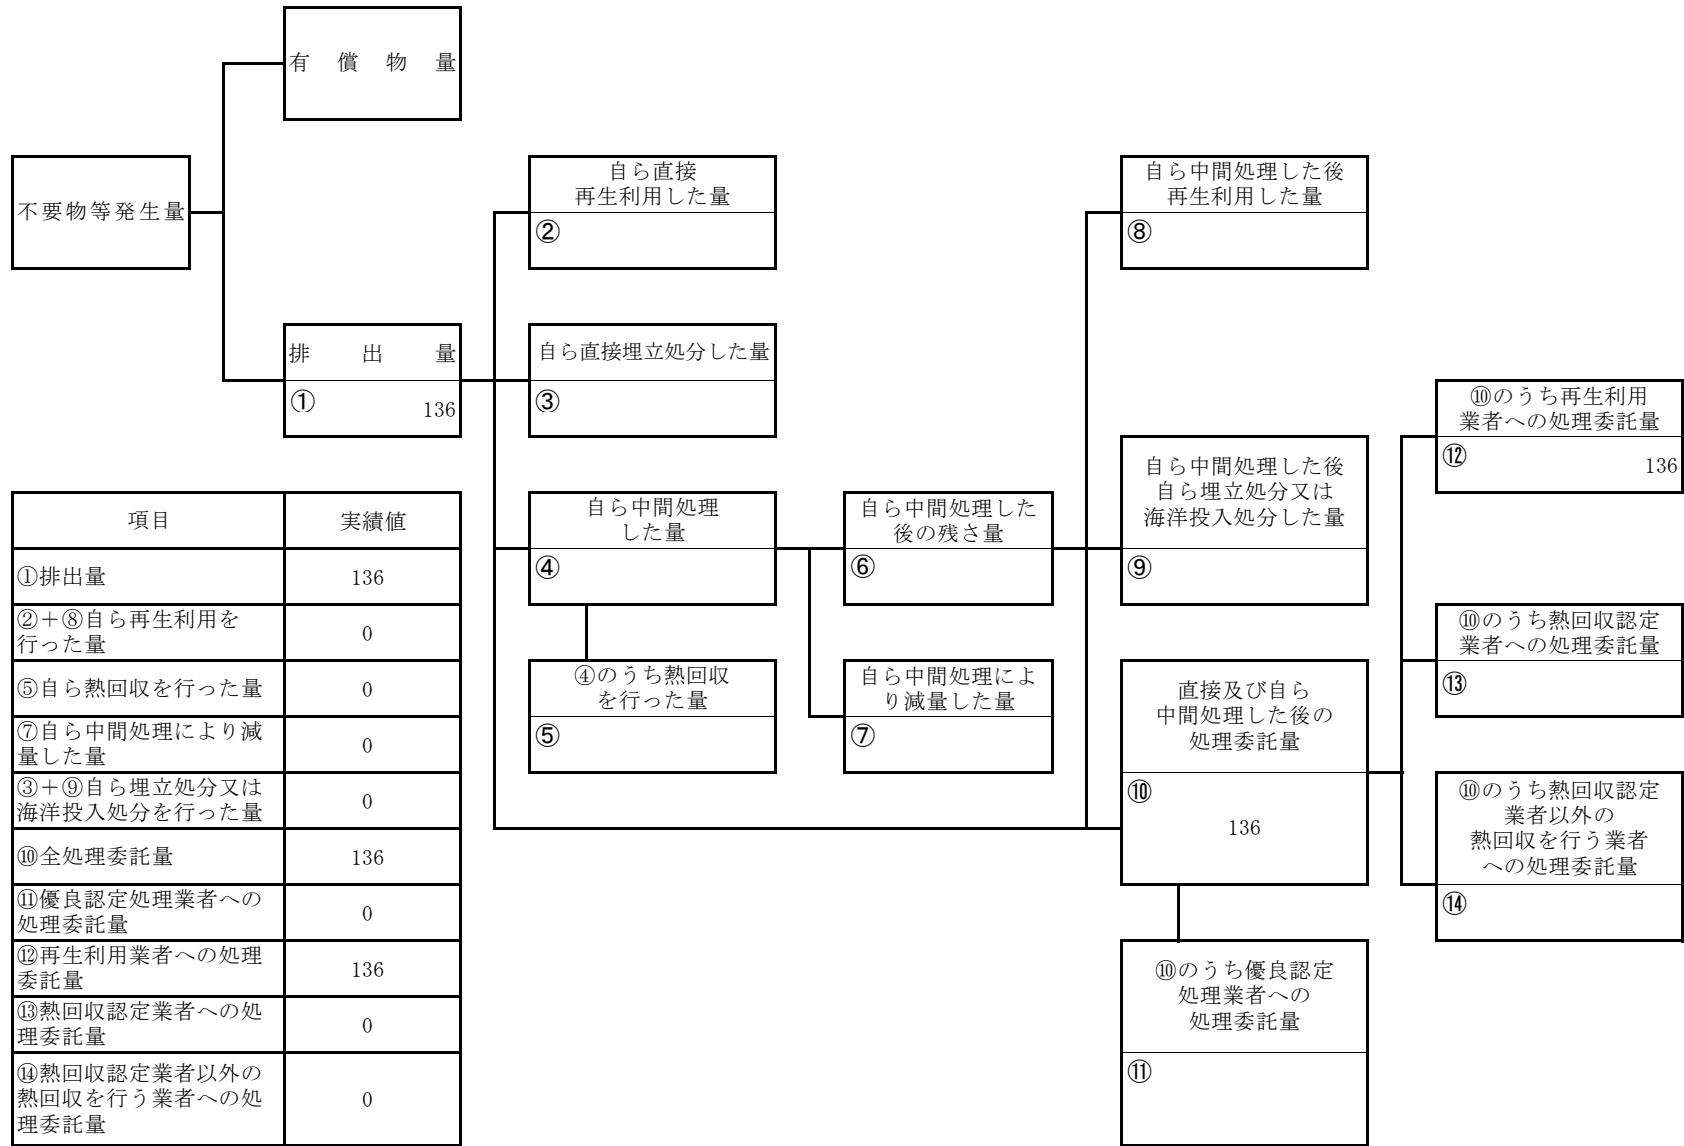 有償物量
不要物等発生量
排出量
①
136
自ら直接
再生利用した量
②
自ら直接埋立処分した量
③
自ら中間処理
した量
④
④のうち熱回収
を行った量
⑤
自ら中間処理した
後の残さ量
⑥
自ら中間処理によ
り減量した量
⑦
自ら中間処理した後
再生利用した量
⑧
自ら中間処理した後
自ら埋立処分又は
海洋投入処分した量
⑨
直接及び自ら
中間処理した後の
処理委託量
⑩
136
⑩のうち優良認定
処理業者への
処理委託量
⑪
⑩のうち再生利用
業者への処理委託量
⑫
136
⑩のうち熱回収認定
業者への処理委託量
⑬
⑩のうち熱回収認定
業者以外の
熱回収を行う業者
への処理委託量
⑭
項目 実績値
①排出量 136
②＋⑧自ら再生利用を
行った量 0
⑤自ら熱回収を行った量 0
⑦自ら中間処理により減
量した量 0
③＋⑨自ら埋立処分又は
海洋投入処分を行った量 0
⑩全処理委託量 136
⑪優良認定処理業者への
処理委託量 0
⑫再生利用業者への処理
委託量 136
⑬熱回収認定業者への処
理委託量 0
⑭熱回収認定業者以外の
熱回収を行う業者への処
理委託量 0